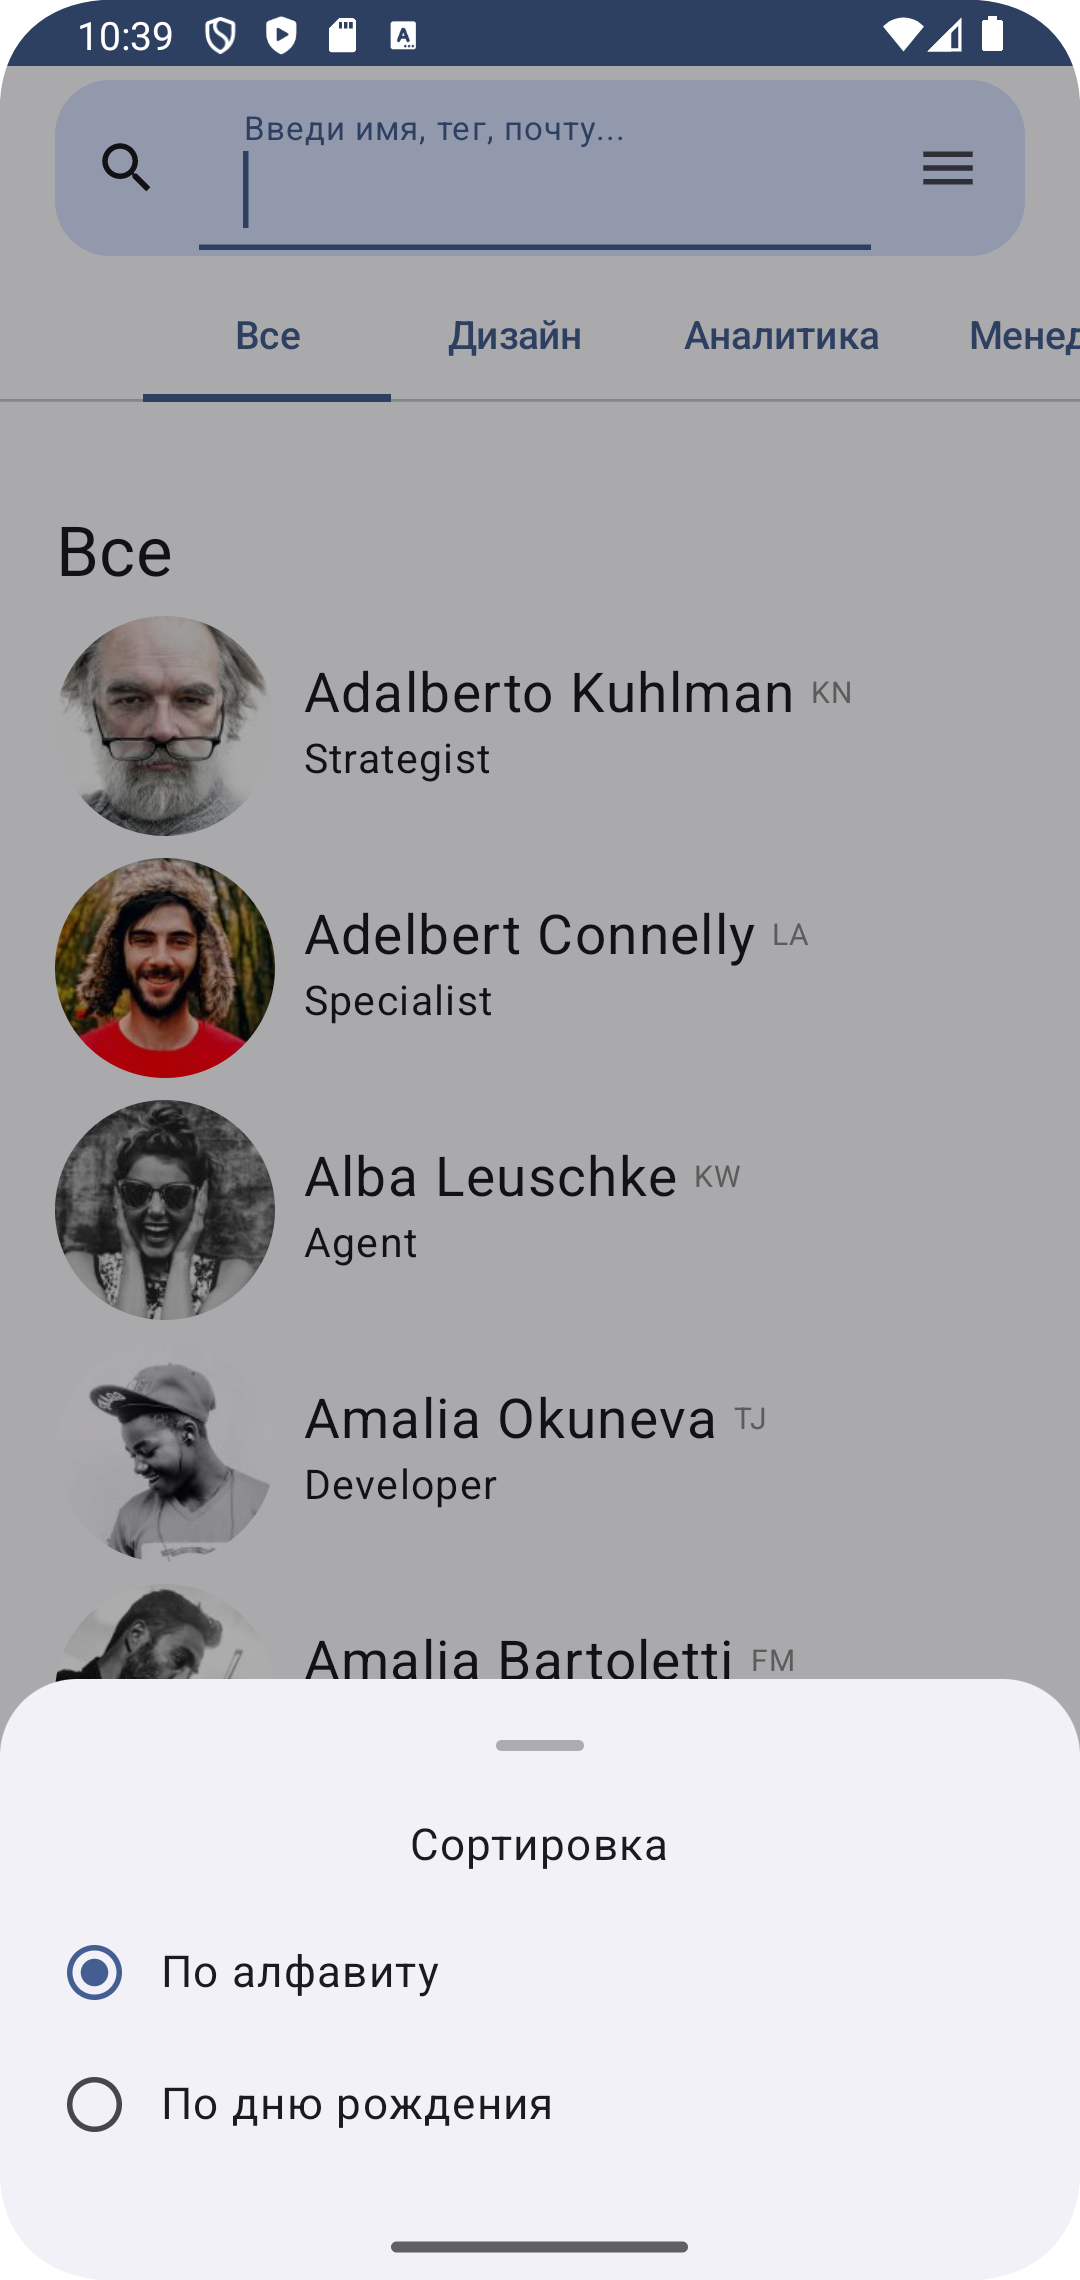 10:39
Введи имя, тег, почту...
Все Дизайн Аналитика Менед
Все
Adalberto Kuhlman KN
Strategist
Adelbert Connelly LA
Specialist
Alba Leuschke KW
Agent
Amalia Okuneva TJ
Developer
Amalia Bartoletti FM
Сортировка
По алфавиту
По дню рождения